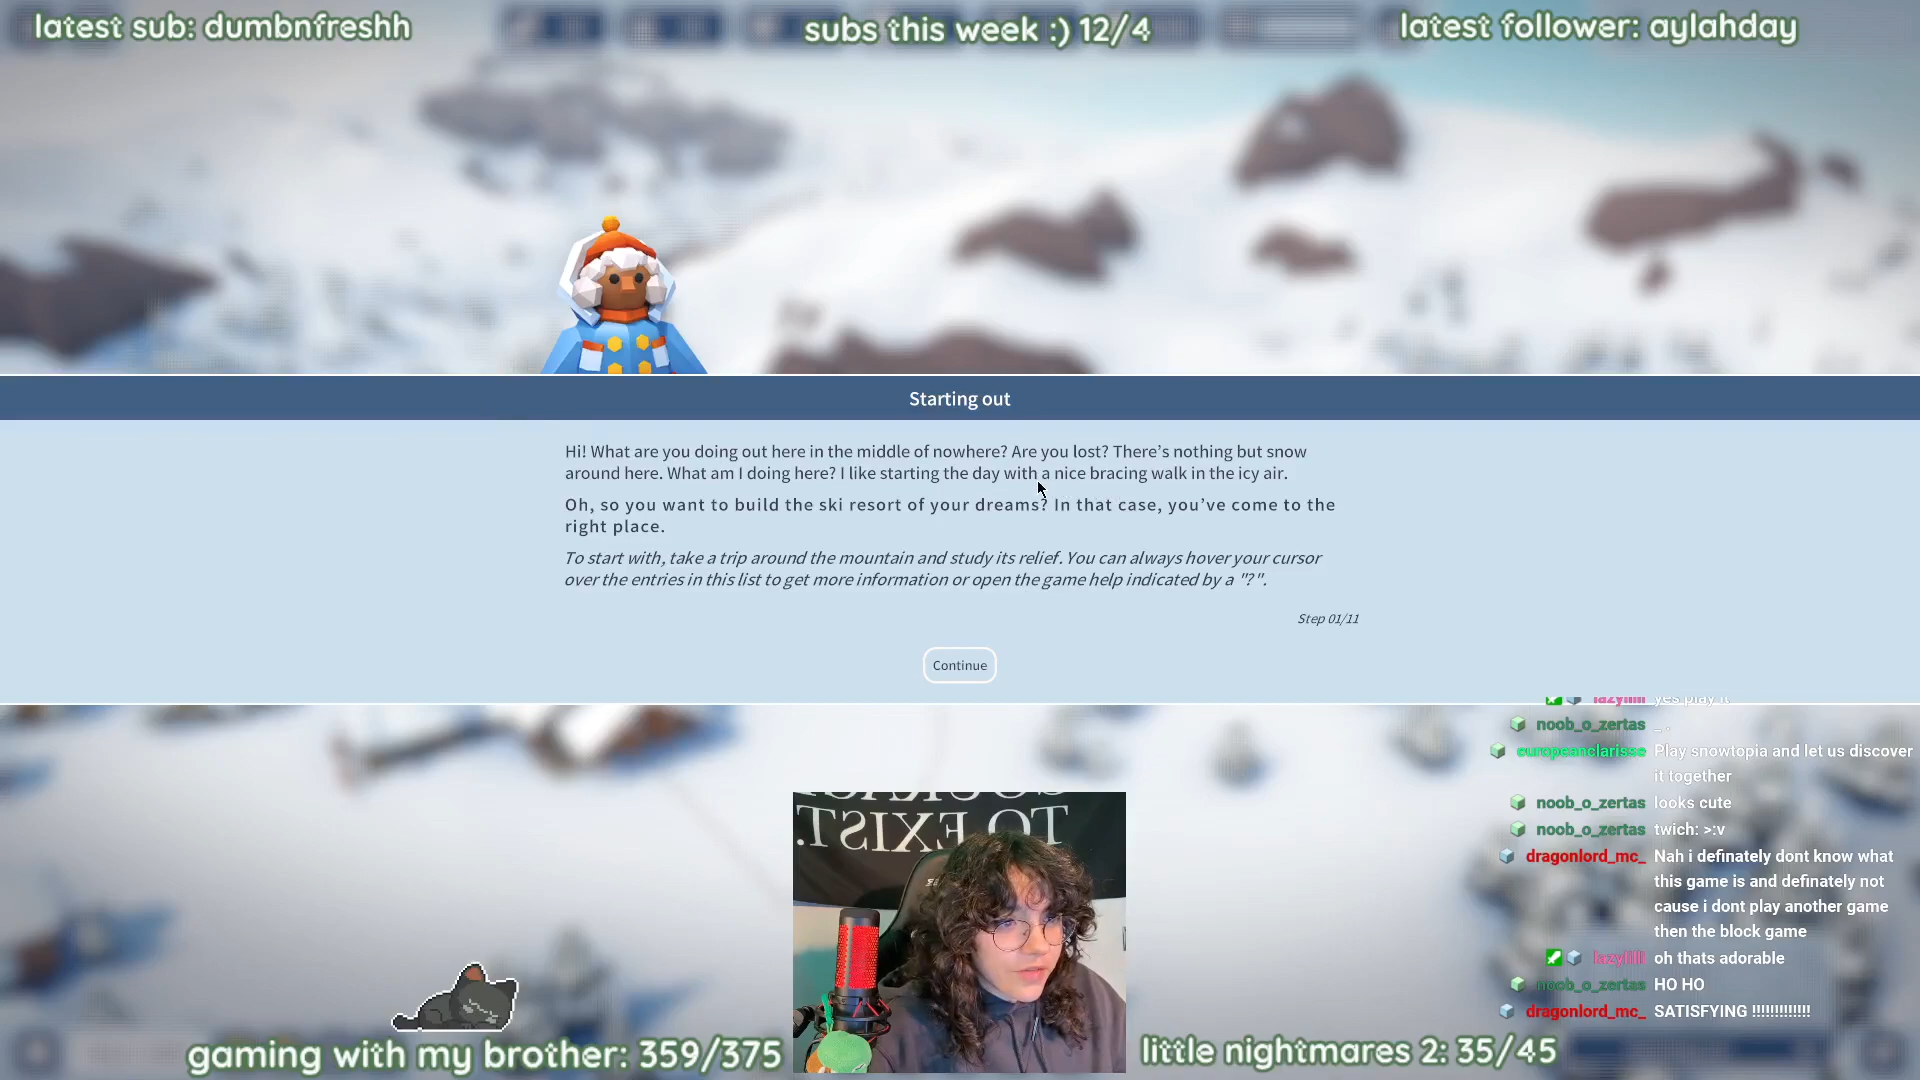 latest sub: dumbnfreshh
subs this week :) 12/4
latest follower: aylahday
Starting out
Hi! What are you doing out here in the middle of nowhere? Are you lost? There's nothing but snow
around here. What am I doing here? I like starting the day with a nice bracing walk in the icy air.
Oh, so you want to build the ski resort of your dreams? In that case, you've come to the
right place.
To start with, take a trip around the mountain and study its relief. You can always hover your cursor
over the entries in this list to get more information or open the game help indicated by a "?".
Step 01/11
Continue
lazyllll yes play it
noob_o_zertas _ .
europeanclarisse Play snowtopia and let us discover
it together
noob_o_zertas looks cute
noob_o_zertas twich: >:v
dragonlord_mc_ Nah i definately dont know what
this game is and definately not
cause i dont play another game
then the block game
lazyllll oh thats adorable
noob_o_zertas HO HO
dragonlord_mc_ SATISFYING !!!!!!!!!!!!!
TO EXIST.
gaming with my brother: 359/375
little nightmares 2: 35/45